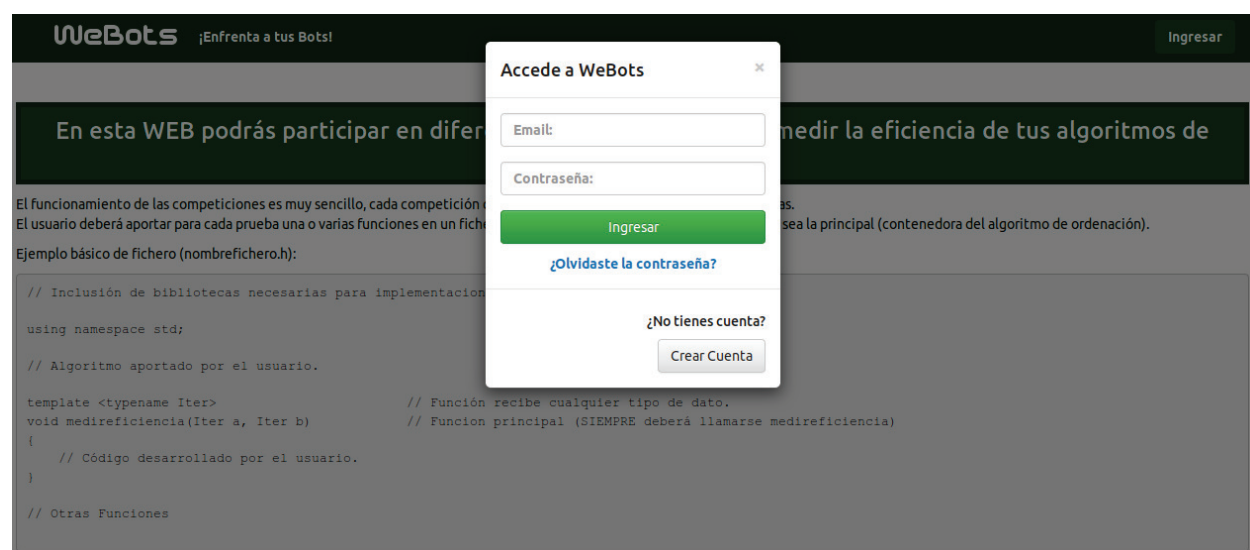 WeBots ¡Enfrenta a tus Bots! Ingresar
Accede a WeBots ×
En esta WEB podrás participar en difer
medir la eficiencia de tus algoritmos de
Email:
Contraseña:
Ingresar
¿Olvidaste la contraseña?
¿No tienes cuenta?
Crear Cuenta
El funcionamiento de las competiciones es muy sencillo, cada competición
as.
El usuario deberá aportar para cada prueba una o varias funciones en un fiche
sea la principal (contenedora del algoritmo de ordenación).
Ejemplo básico de fichero (nombrefichero.h):
// Inclusión de bibliotecas necesarias para implementacion
using namespace std;
// Algoritmo aportado por el usuario.
template <typename Iter> // Función recibe cualquier tipo de dato.
void medireficiencia(Iter a, Iter b) // Funcion principal (SIEMPRE deberá llamarse medireficiencia)
{
// Código desarrollado por el usuario.
}
// Otras Funciones